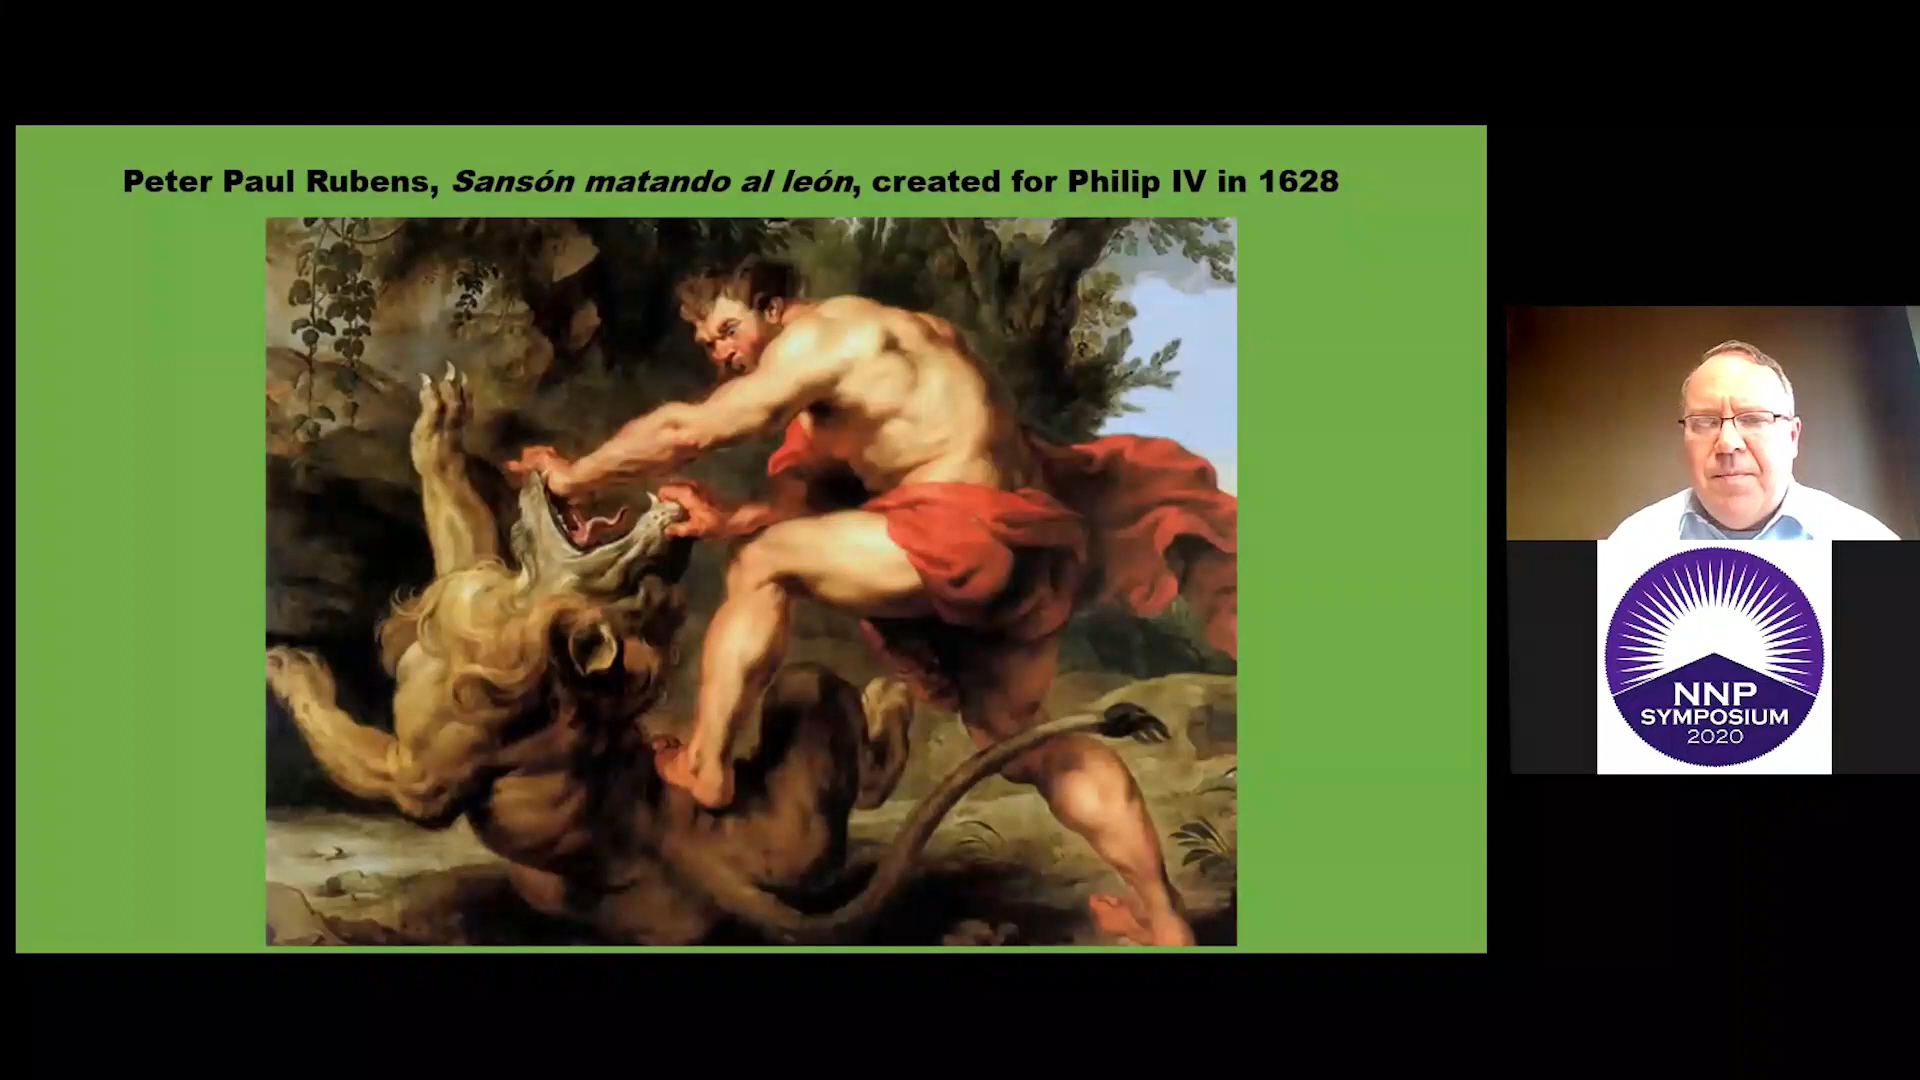 Peter Paul Rubens, Sansón matando al león, created for Philip IV in 1628
NNP
SYMPOSIUM
2020